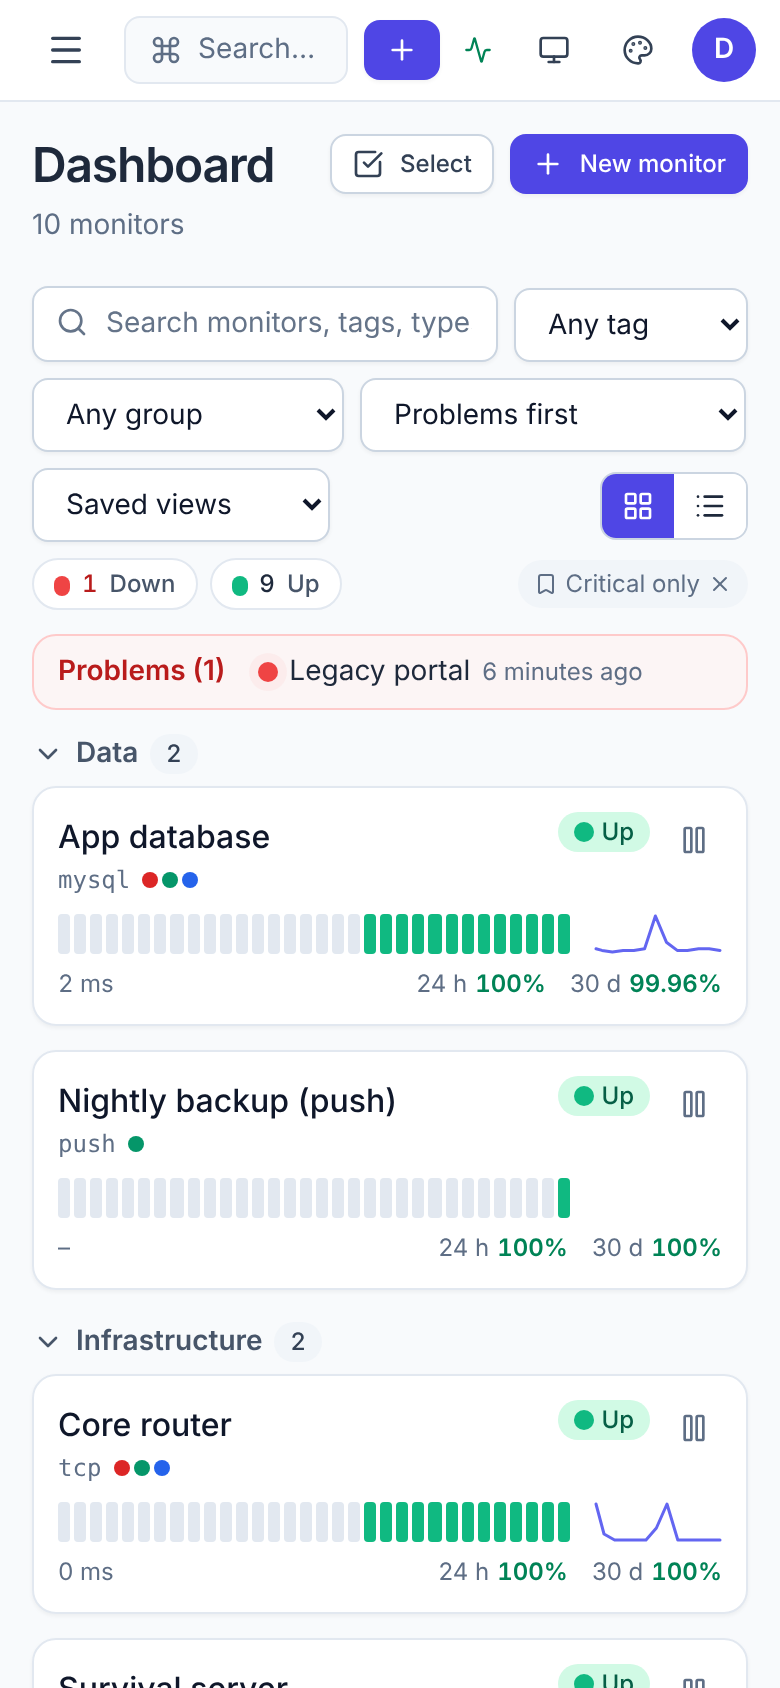 ⌘ Search...
D
Dashboard
Select
New monitor
10 monitors
Search monitors, tags, type
Any tag
Any group
Problems first
Saved views
1 Down
9 Up
Critical only
Problems (1) Legacy portal 6 minutes ago
Data 2
App database
Up
mysql
2 ms
24 h 100% 30 d 99.96%
Nightly backup (push)
Up
push
–
24 h 100% 30 d 100%
Infrastructure 2
Core router
Up
tcp
0 ms
24 h 100% 30 d 100%
Survival server
Up